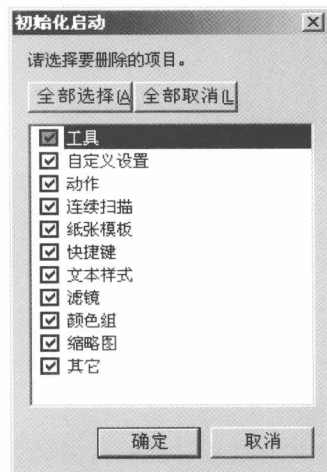 初始化启动
请选择要删除的项目。
全部选择(A 全部取消(L
工具
自定义设置
动作
连续扫描
纸张模板
快捷键
文本样式
滤镜
颜色组
缩略图
其它
确定 取消